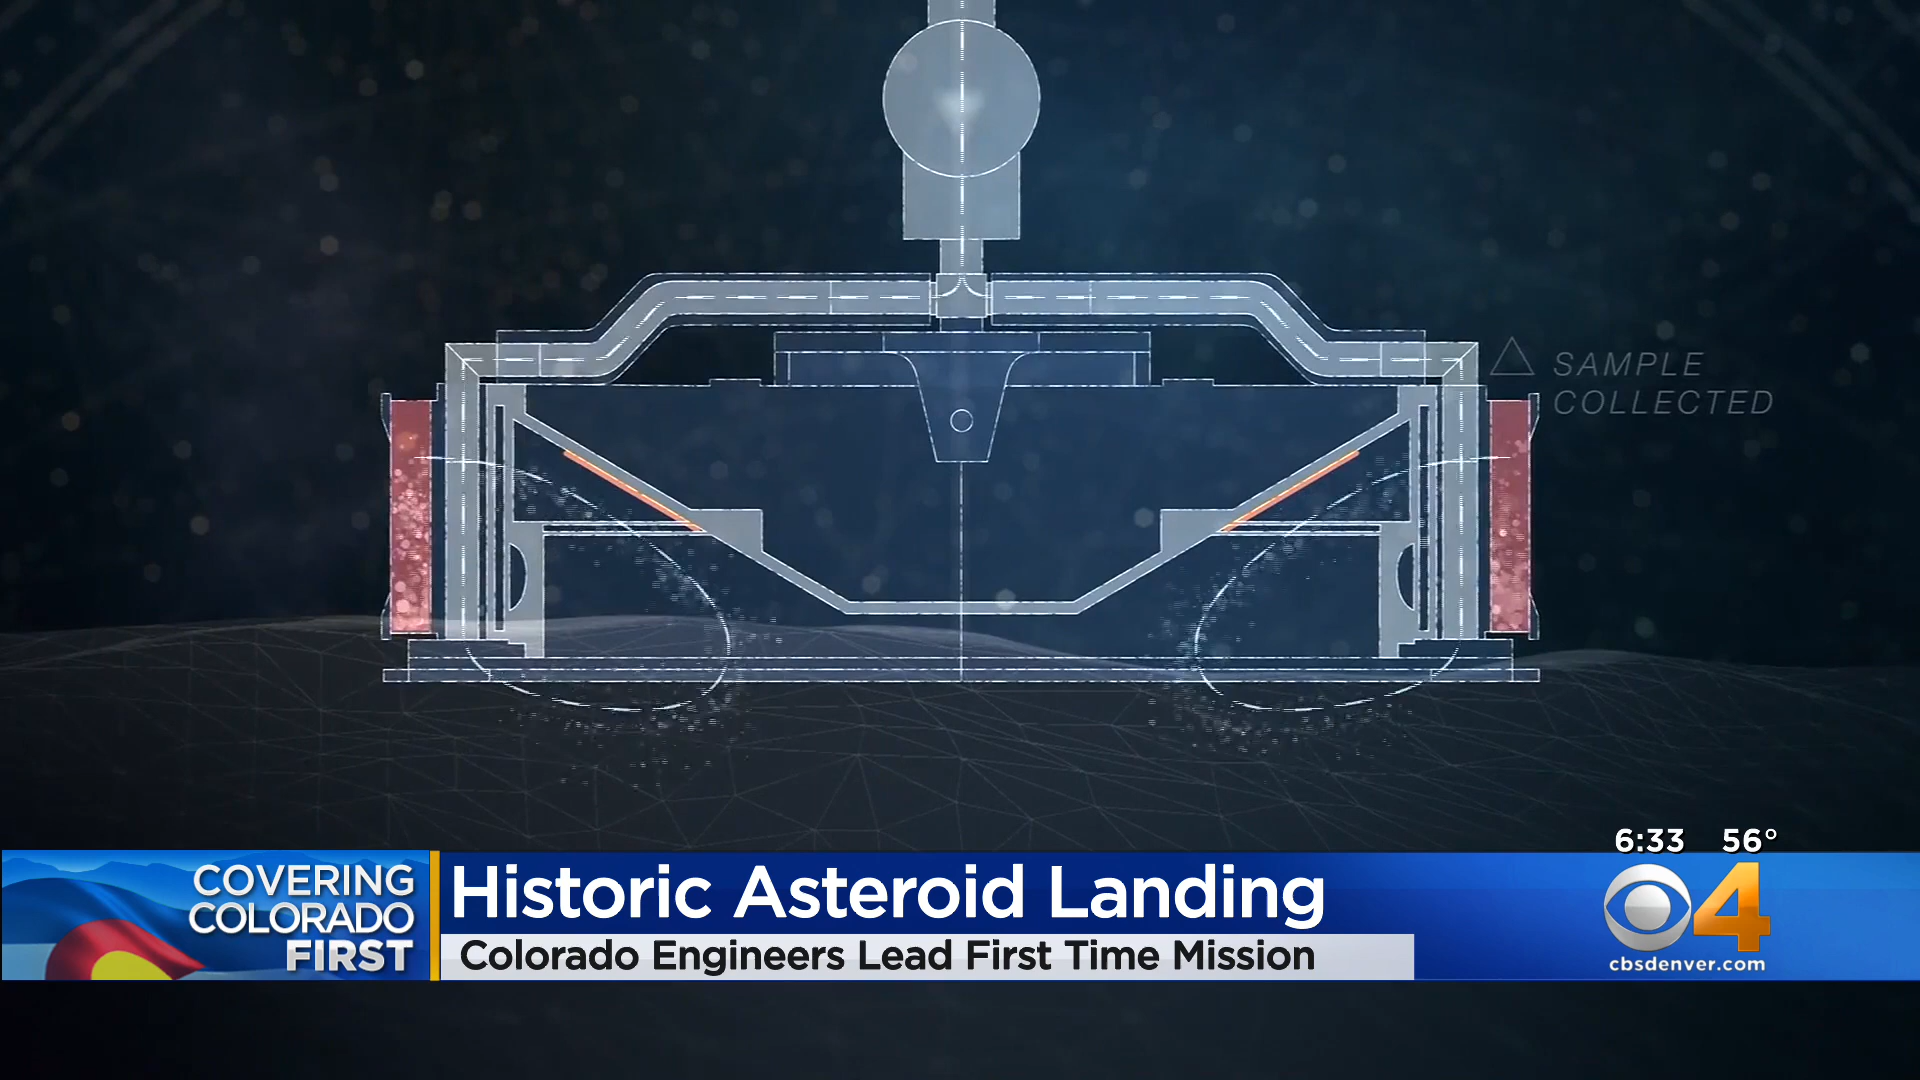 SAMPLE
COLLECTED
6:33 56°
COVERING
COLORADO
FIRST
Historic Asteroid Landing
Colorado Engineers Lead First Time Mission
4
cbsdenver.com